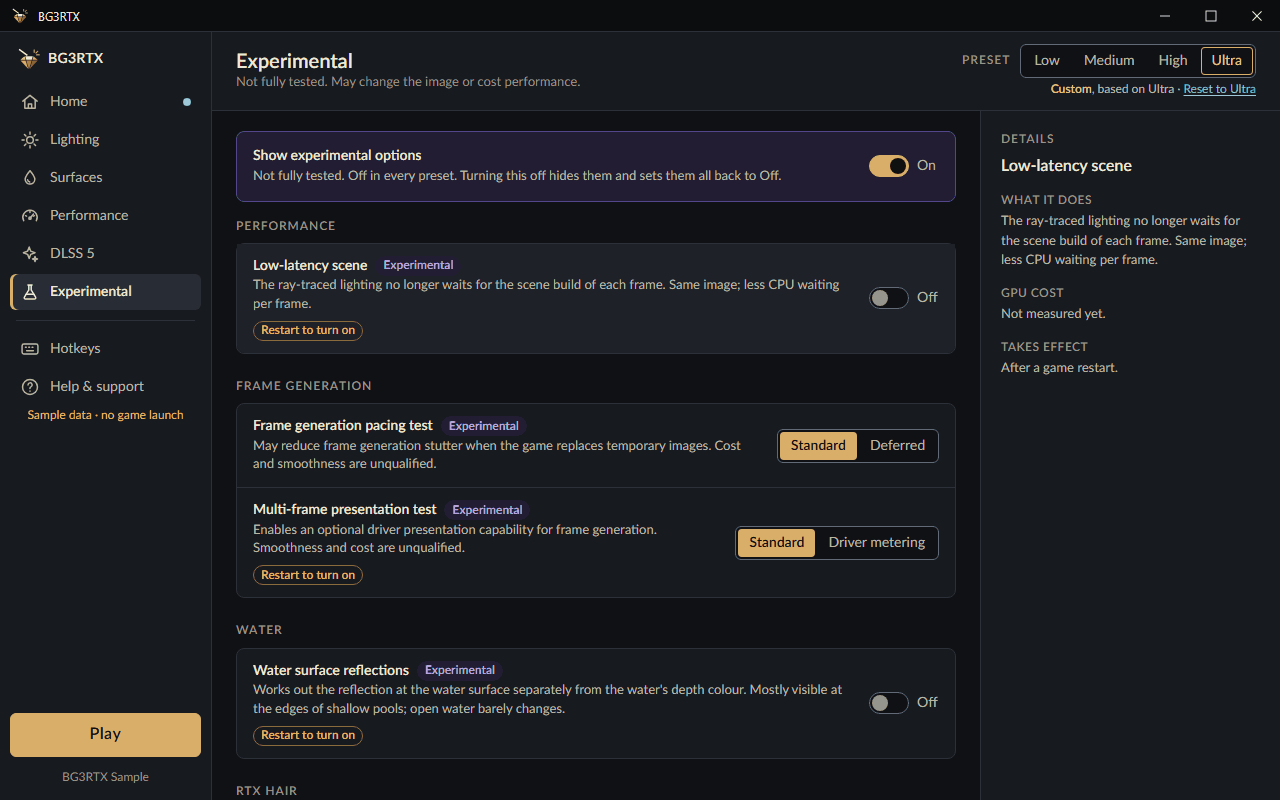 BG3RTX
BG3RTX
Home
Lighting
Surfaces
Performance
DLSS 5
Experimental
Hotkeys
Help & support
Sample data · no game launch
Play
BG3RTX Sample
Experimental
Not fully tested. May change the image or cost performance.
PRESET
Low
Medium
High
Ultra
Custom, based on Ultra · Reset to Ultra
Show experimental options
Not fully tested. Off in every preset. Turning this off hides them and sets them all back to Off.
On
PERFORMANCE
Low-latency scene Experimental
The ray-traced lighting no longer waits for the scene build of each frame. Same image; less CPU waiting
per frame.
Restart to turn on
Off
FRAME GENERATION
Frame generation pacing test Experimental
May reduce frame generation stutter when the game replaces temporary images. Cost
and smoothness are unqualified.
Standard
Deferred
Multi-frame presentation test Experimental
Enables an optional driver presentation capability for frame generation.
Smoothness and cost are unqualified.
Restart to turn on
Standard
Driver metering
WATER
Water surface reflections Experimental
Works out the reflection at the water surface separately from the water's depth colour. Mostly visible at
the edges of shallow pools; open water barely changes.
Restart to turn on
Off
RTX HAIR
DETAILS
Low-latency scene
WHAT IT DOES
The ray-traced lighting no longer waits for
the scene build of each frame. Same image;
less CPU waiting per frame.
GPU COST
Not measured yet.
TAKES EFFECT
After a game restart.